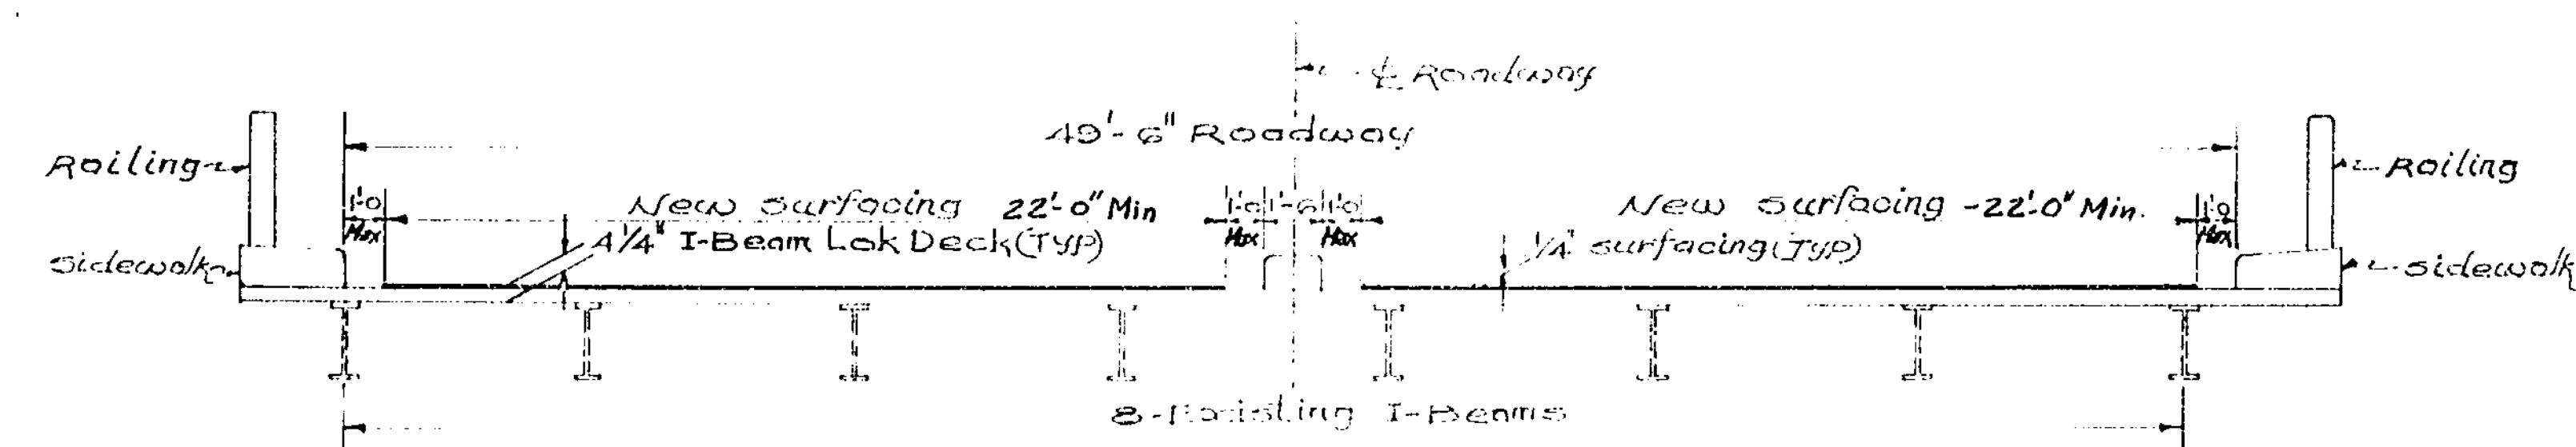 ℄ Roadway
49'-6" Roadway
Railing
Railing
1'-0
Max
New Surfacing 22'-0" Min
1'-0 1'-6 1'-0
Max Max
New Surfacing -22'-0" Min.
1'-0
Max
4 1/4" I-Beam Lok Deck (Typ)
1/4" surfacing (Typ)
Sidewalk
Sidewalk
8-Existing I-Beams